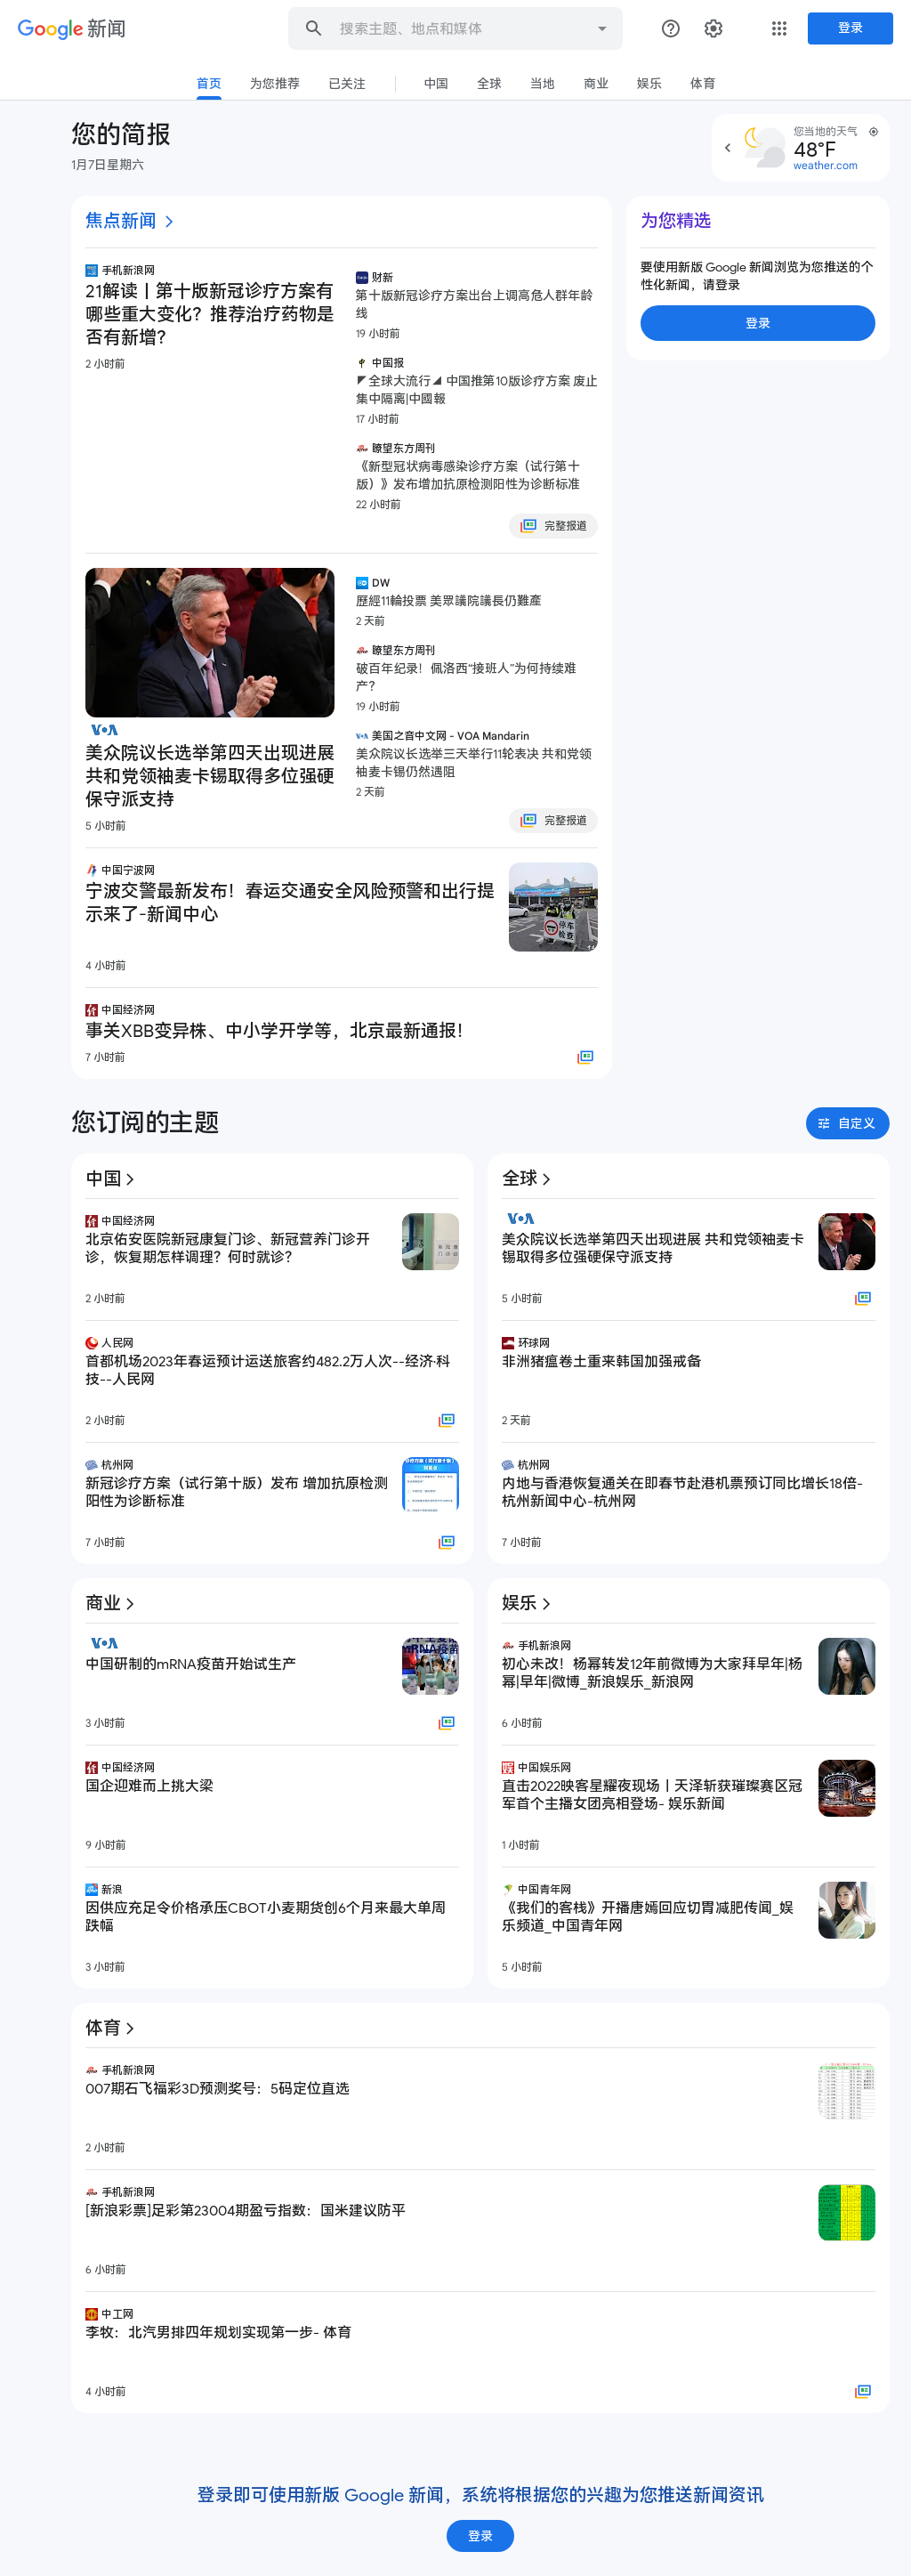 Google 新闻
搜索主题、地点和媒体
登录
首页 为您推荐 已关注 中国 全球 当地 商业 娱乐 体育
您的简报
1月7日星期六
您当地的天气
48°F
weather.com
焦点新闻
手机新浪网
21解读丨第十版新冠诊疗方案有
哪些重大变化？推荐治疗药物是
否有新增？
2 小时前
财新
第十版新冠诊疗方案出台上调高危人群年龄
线
19 小时前
中国报
◤全球大流行◢ 中国推第10版诊疗方案 废止
集中隔离|中國報
17 小时前
瞭望东方周刊
《新型冠状病毒感染诊疗方案（试行第十
版）》发布增加抗原检测阳性为诊断标准
22 小时前
完整报道
为您精选
要使用新版 Google 新闻浏览为您推送的个
性化新闻，请登录
登录
VOA
美众院议长选举第四天出现进展
共和党领袖麦卡锡取得多位强硬
保守派支持
5 小时前
DW
歷經11輪投票 美眾議院議長仍難產
2 天前
瞭望东方周刊
破百年纪录！佩洛西“接班人”为何持续难
产？
19 小时前
美国之音中文网 - VOA Mandarin
美众院议长选举三天举行11轮表决 共和党领
袖麦卡锡仍然遇阻
2 天前
完整报道
中国宁波网
宁波交警最新发布！春运交通安全风险预警和出行提
示来了-新闻中心
4 小时前
停车
检查
中国经济网
事关XBB变异株、中小学开学等，北京最新通报！
7 小时前
您订阅的主题
自定义
中国
中国经济网
北京佑安医院新冠康复门诊、新冠营养门诊开
诊，恢复期怎样调理？何时就诊？
2 小时前
人民网
首都机场2023年春运预计运送旅客约482.2万人次--经济·科
技--人民网
2 小时前
杭州网
新冠诊疗方案（试行第十版）发布 增加抗原检测
阳性为诊断标准
7 小时前
全球
VOA
美众院议长选举第四天出现进展 共和党领袖麦卡
锡取得多位强硬保守派支持
5 小时前
环球网
非洲猪瘟卷土重来韩国加强戒备
2 天前
杭州网
内地与香港恢复通关在即春节赴港机票预订同比增长18倍-
杭州新闻中心-杭州网
7 小时前
商业
VOA
中国研制的mRNA疫苗开始试生产
3 小时前
中国经济网
国企迎难而上挑大梁
9 小时前
新浪
因供应充足令价格承压CBOT小麦期货创6个月来最大单周
跌幅
3 小时前
娱乐
手机新浪网
初心未改！杨幂转发12年前微博为大家拜早年|杨
幂|早年|微博_新浪娱乐_新浪网
6 小时前
中国娱乐网
直击2022映客星耀夜现场丨天泽斩获璀璨赛区冠
军首个主播女团亮相登场- 娱乐新闻
1 小时前
中国青年网
《我们的客栈》开播唐嫣回应切胃减肥传闻_娱
乐频道_中国青年网
5 小时前
体育
手机新浪网
007期石飞福彩3D预测奖号：5码定位直选
2 小时前
手机新浪网
[新浪彩票]足彩第23004期盈亏指数：国米建议防平
6 小时前
中工网
李牧：北汽男排四年规划实现第一步- 体育
4 小时前
登录即可使用新版 Google 新闻，系统将根据您的兴趣为您推送新闻资讯
登录